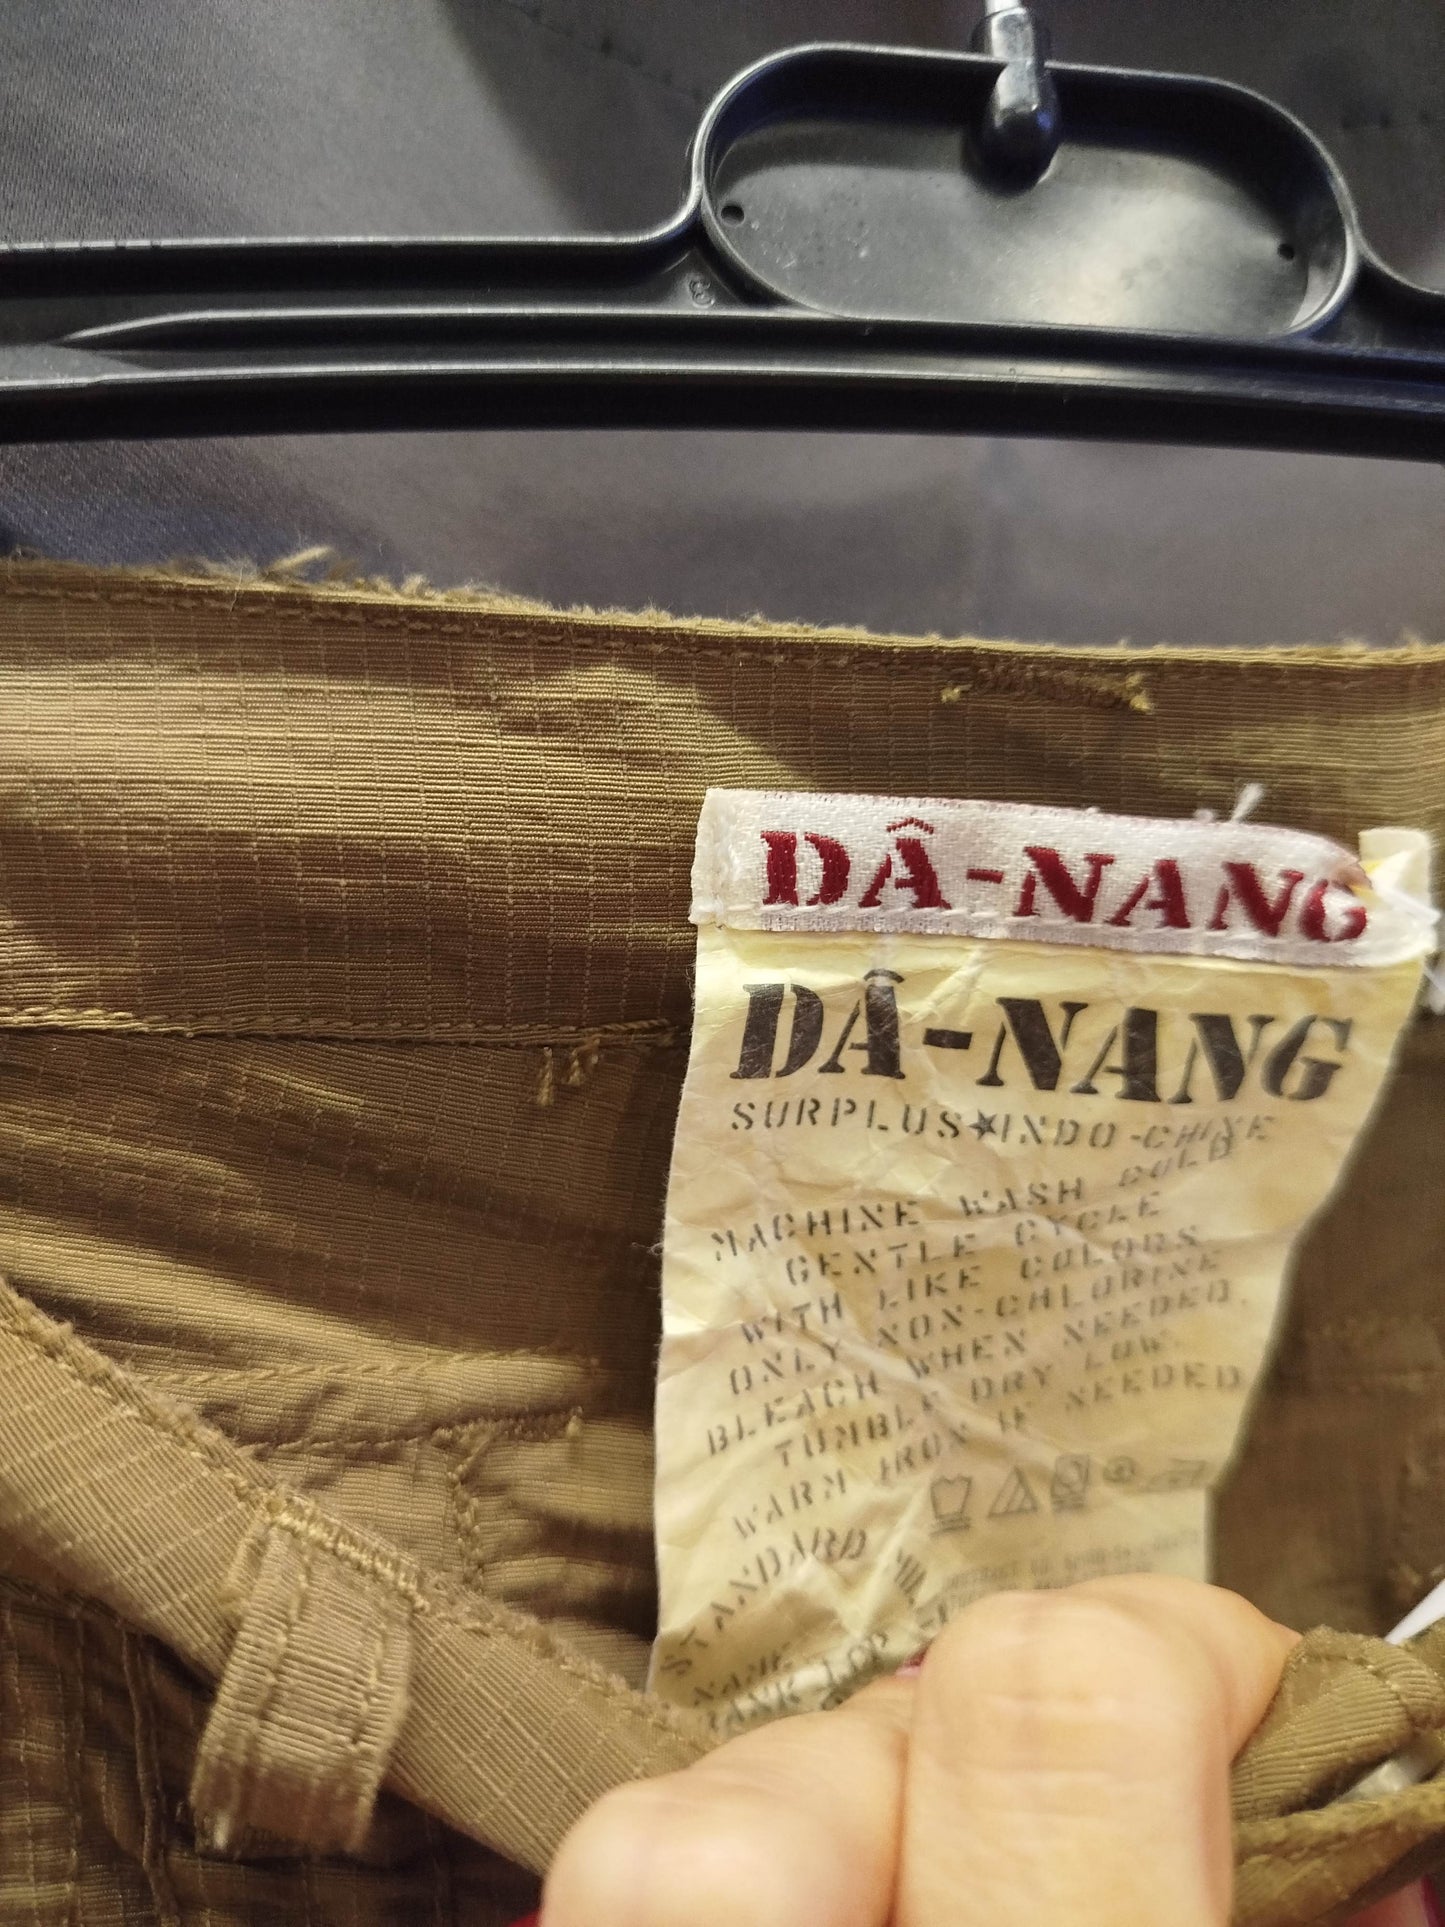 DÂ-NANG
DÂ-NANG
SURPLUS★INDO-CHINE
MACHINE WASH COLD
GENTLE CYCLE
WITH LIKE COLORS
ONLY NON-CHLORINE
BLEACH WHEN NEEDED.
TUMBLE DRY LOW.
WARM IRON IF NEEDED
STANDARD